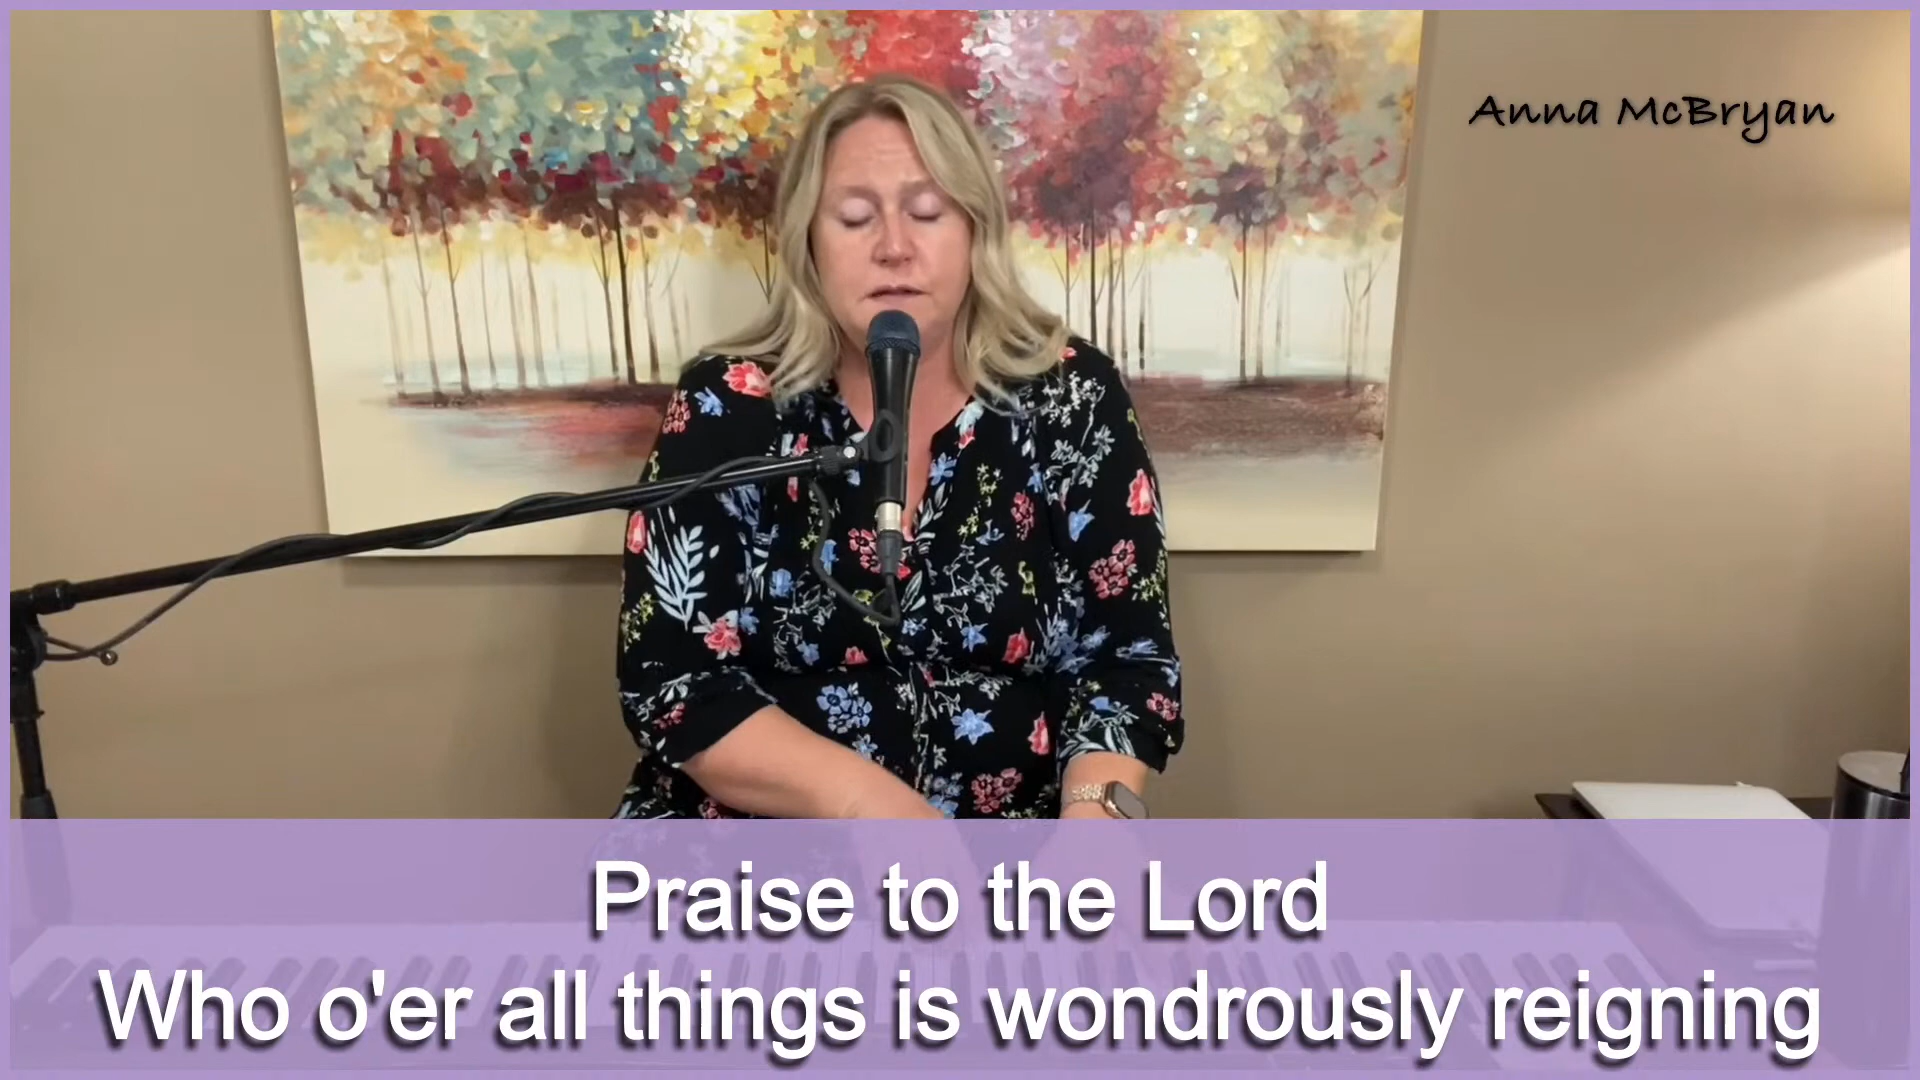 Anna McBryan
Praise to the Lord
Who o'er all things is wondrously reigning